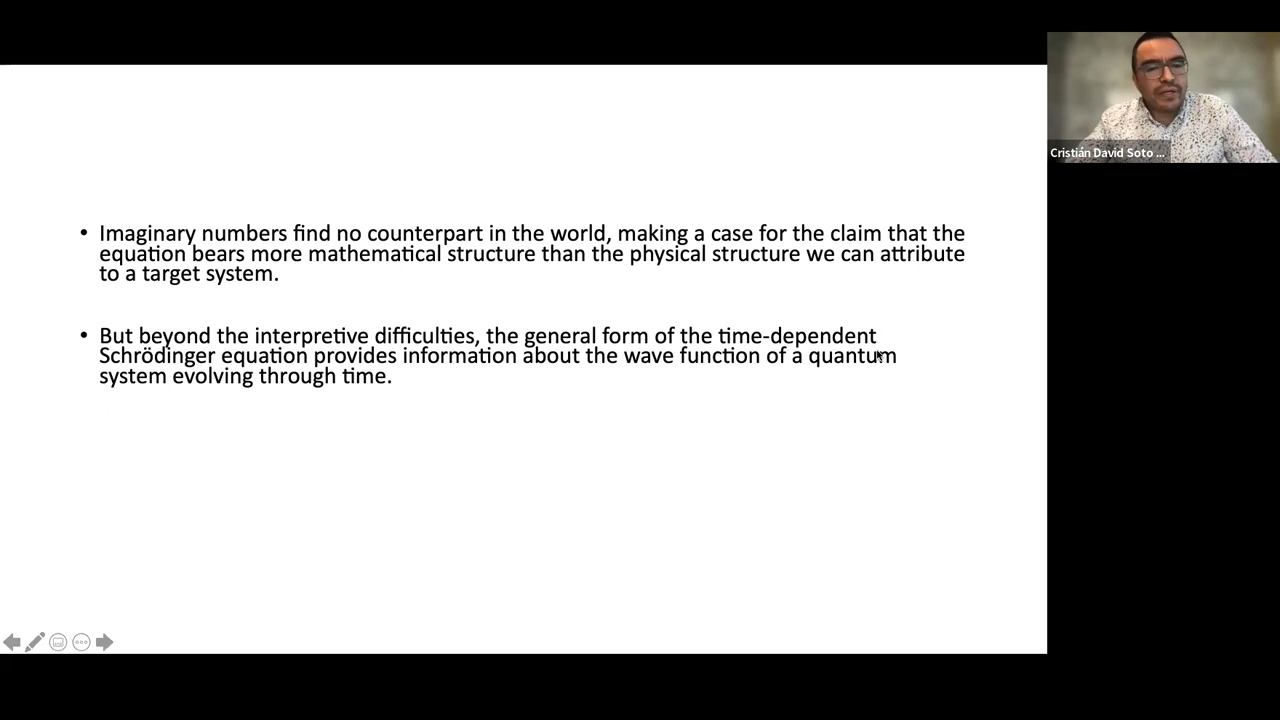 • Imaginary numbers find no counterpart in the world, making a case for the claim that the
equation bears more mathematical structure than the physical structure we can attribute
to a target system.
• But beyond the interpretive difficulties, the general form of the time-dependent
Schrödinger equation provides information about the wave function of a quantum
system evolving through time.
Cristián David Soto ...